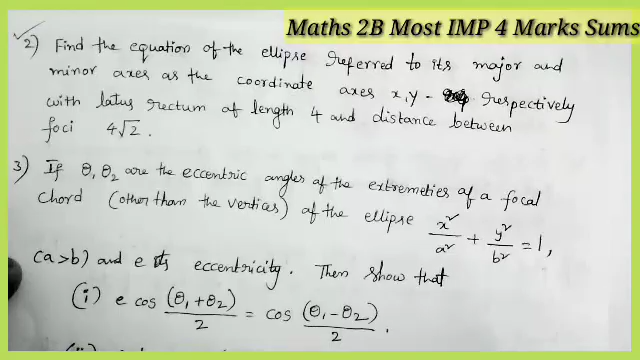 Maths 2B Most IMP 4 Marks Sums
2) Find the equation of the ellipse referred to its major and
minor axes as the coordinate axes x, y - respectively
with latus rectum of length 4 and distance between
foci 4√2.
3) If θ, θ2 are the eccentric angles of the extremeties of a focal
chord (other than the vertices) of the ellipse x²/a² + y²/b² = 1,
(a>b) and e its eccentricity. Then show that
(i) e cos (θ1+θ2)/2 = cos (θ1-θ2)/2.